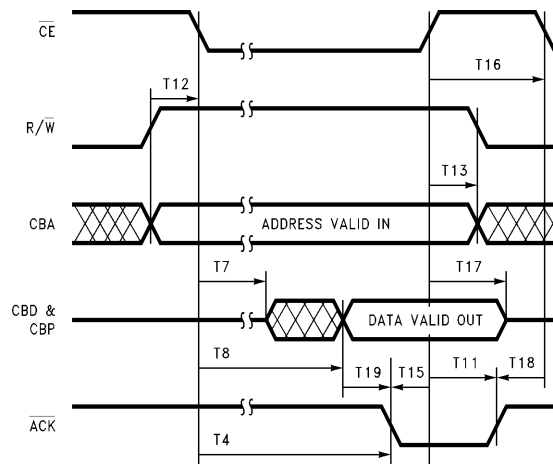 CE
T16
T12
R/W
T13
CBA
ADDRESS VALID IN
T7
T17
CBD &
CBP
DATA VALID OUT
T8
T19
T15
T11
T18
ACK
T4